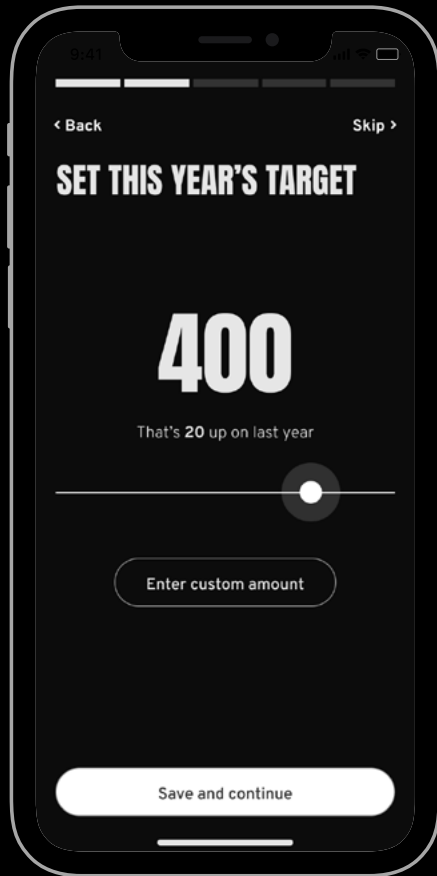 9:41
‹ Back
Skip ›
SET THIS YEAR'S TARGET
400
That's 20 up on last year
Enter custom amount
Save and continue